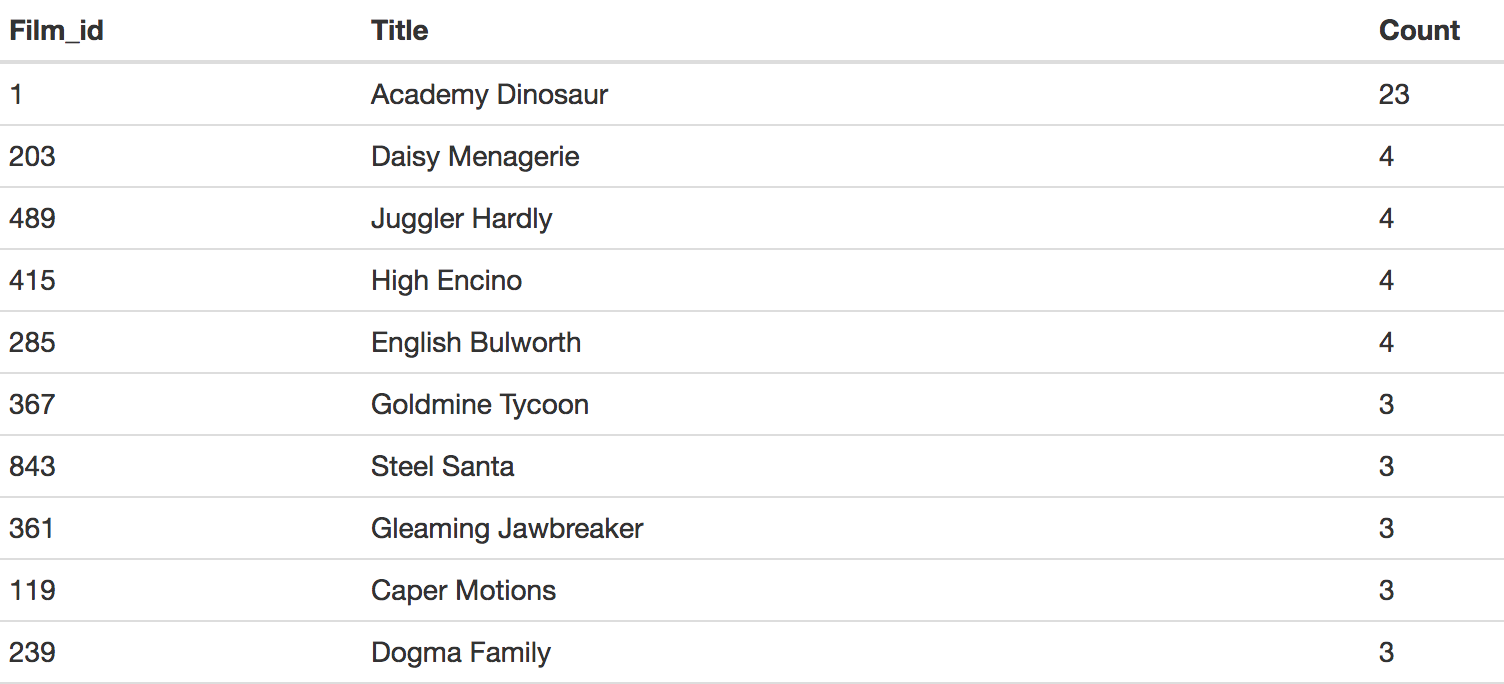 Film_id Title Count
1 Academy Dinosaur 23
203 Daisy Menagerie 4
489 Juggler Hardly 4
415 High Encino 4
285 English Bulworth 4
367 Goldmine Tycoon 3
843 Steel Santa 3
361 Gleaming Jawbreaker 3
119 Caper Motions 3
239 Dogma Family 3